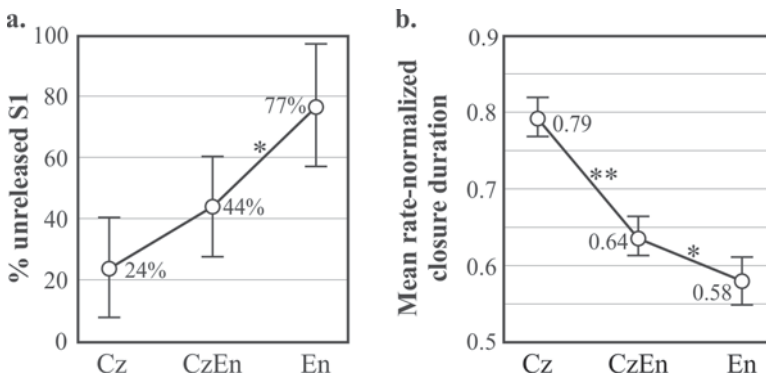 a.
% unreleased S1
100
80
60
40
20
0
77%
*
44%
24%
Cz CzEn En
b.
Mean rate-normalized
closure duration
0.9
0.8
0.7
0.6
0.5
0.79
**
0.64
*
0.58
Cz CzEn En